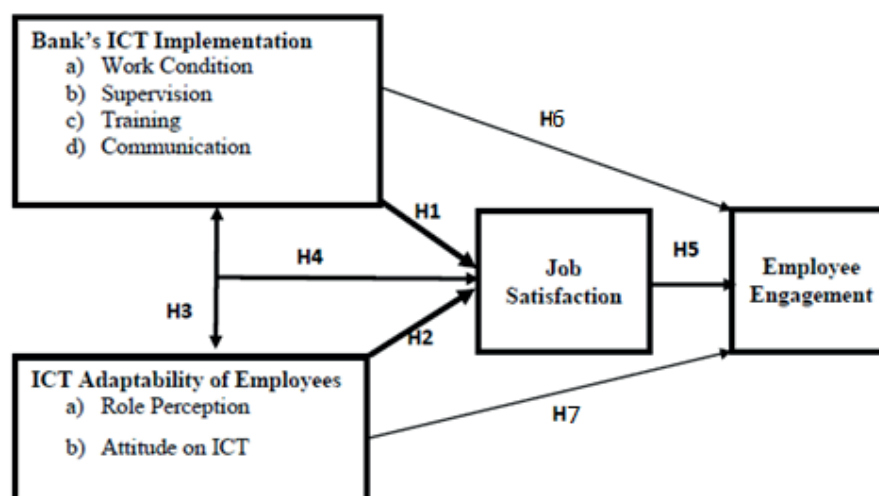 Bank's ICT Implementation
a) Work Condition
b) Supervision
c) Training
d) Communication
H6
H1
H4
Job
Satisfaction
H5
Employee
Engagement
H3
H2
ICT Adaptability of Employees
a) Role Perception
b) Attitude on ICT
H7